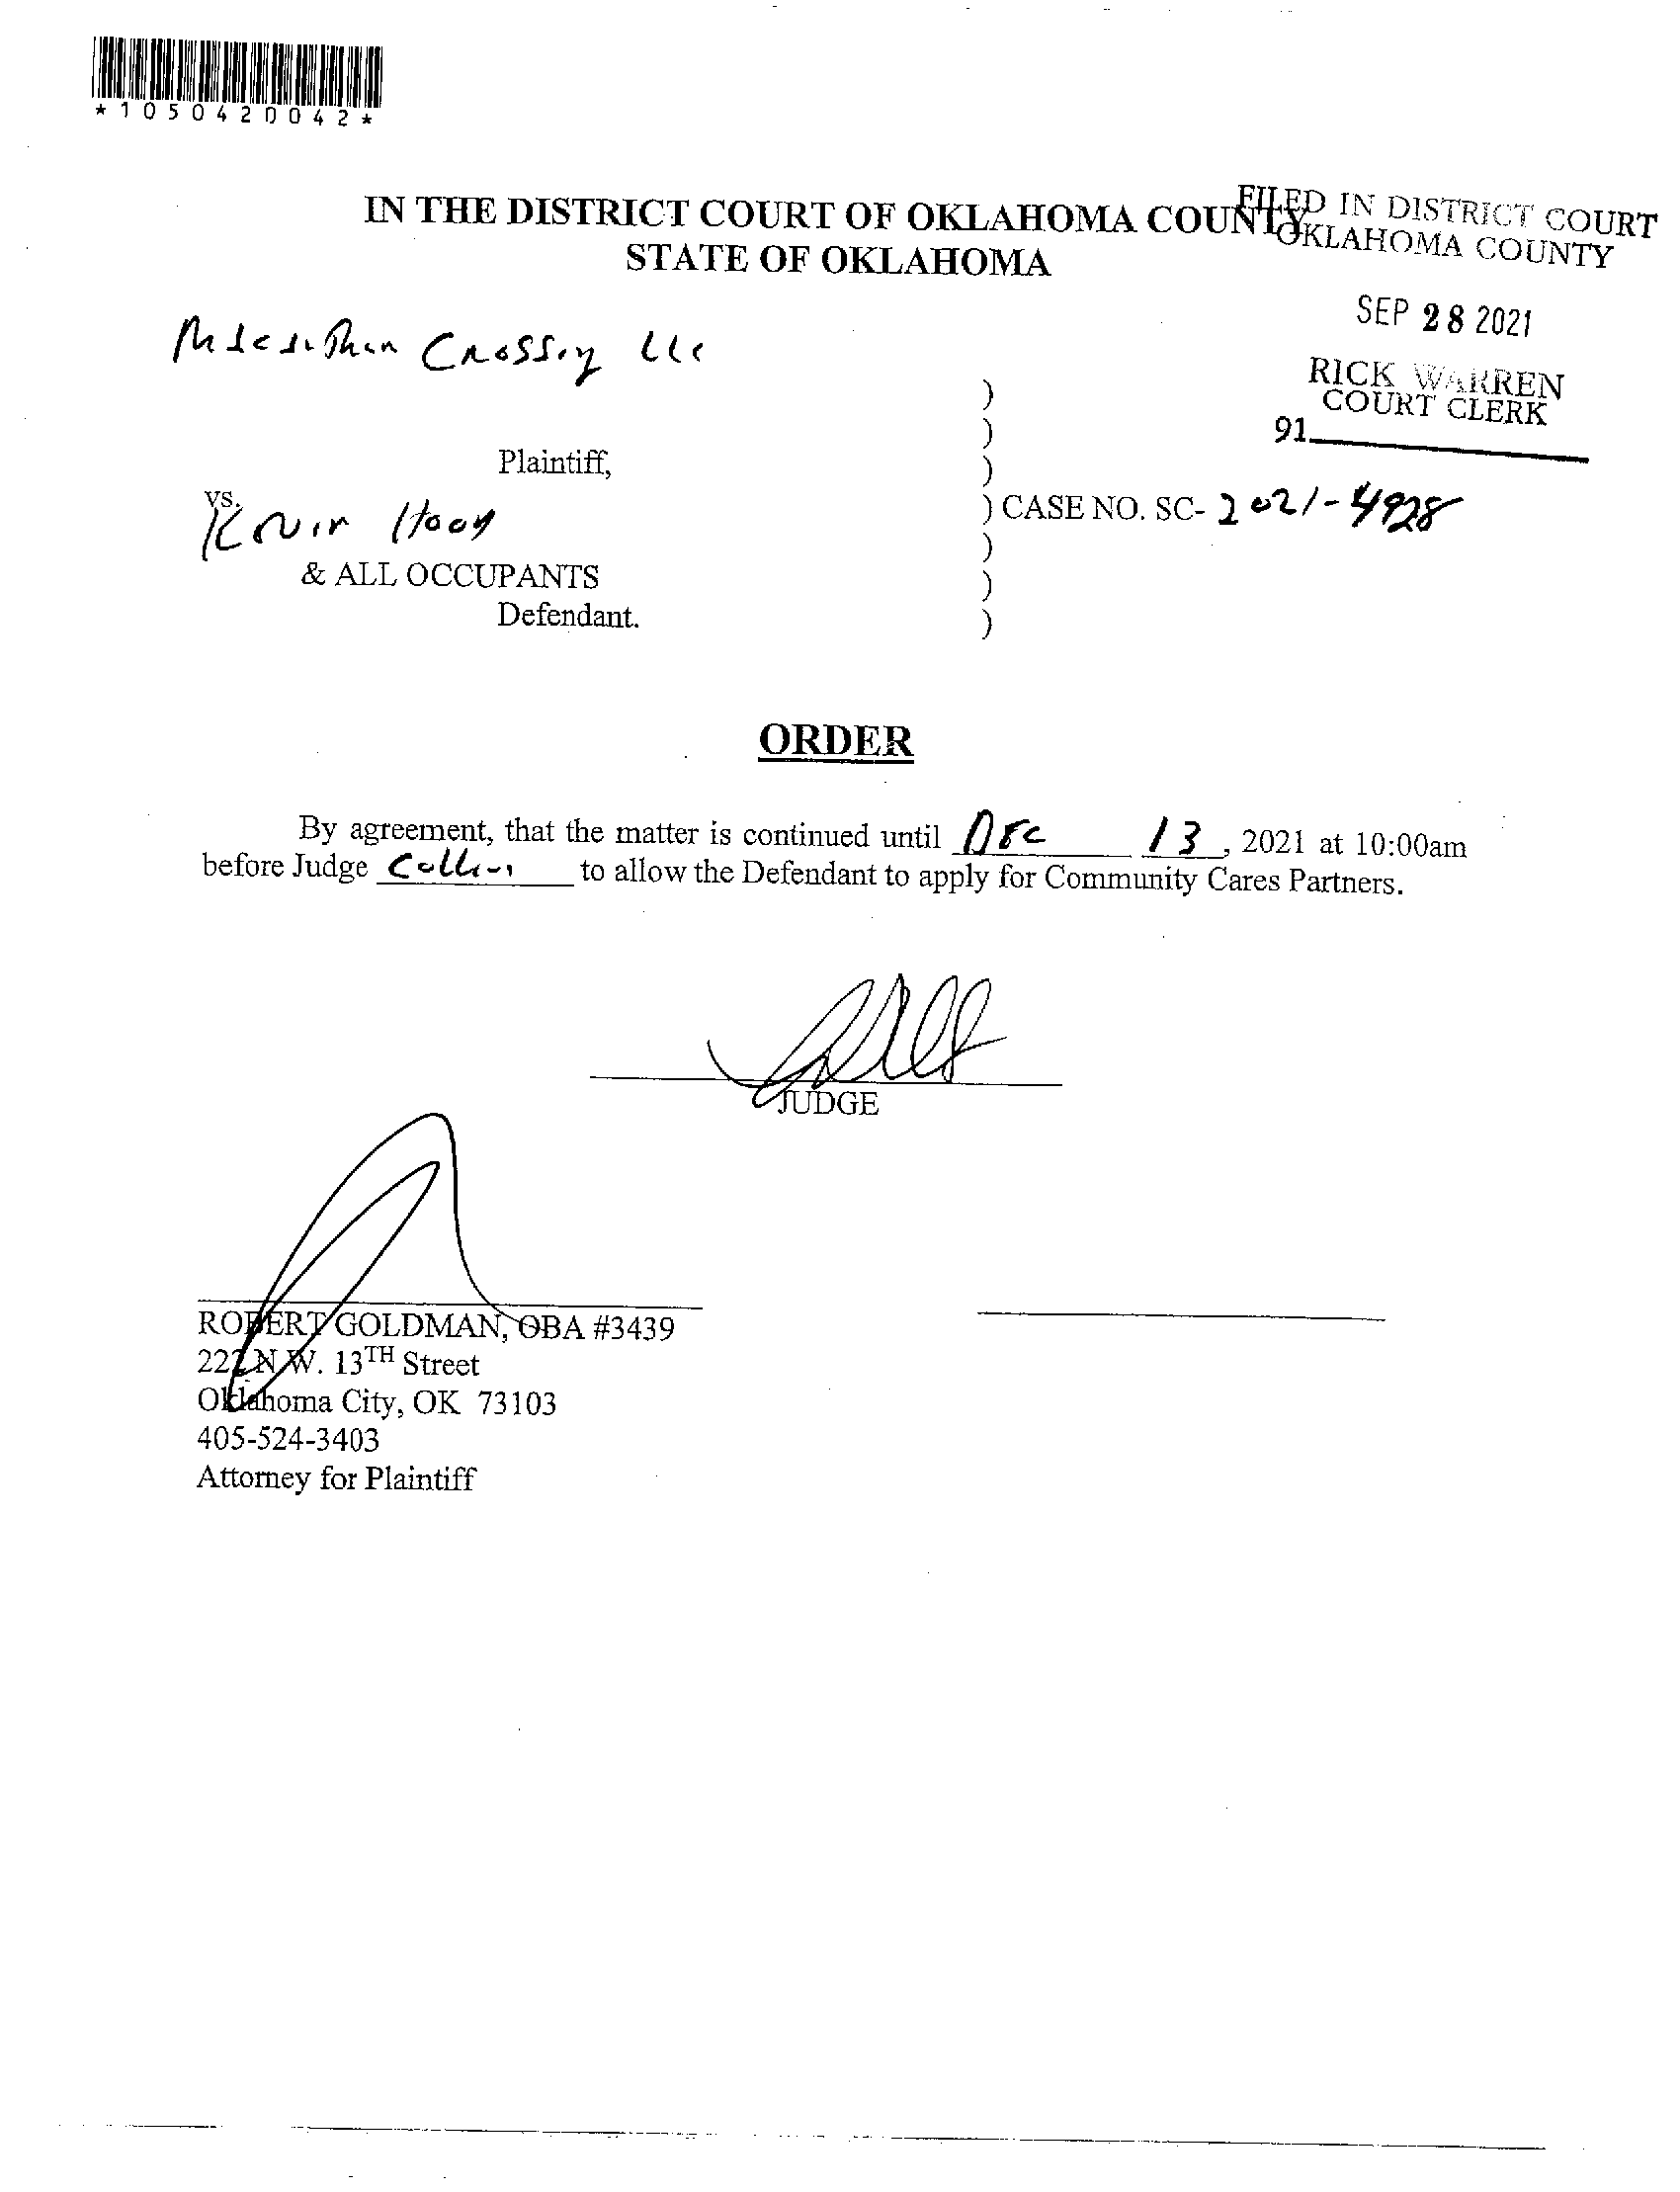 *1050420042*
IN THE DISTRICT COURT OF OKLAHOMA COUNTY
STATE OF OKLAHOMA
FILED IN DISTRICT COURT
OKLAHOMA COUNTY
SEP 28 2021
RICK WARREN
COURT CLERK
91
Crossing LLC
)
)
Plaintiff,
)
vs.
) CASE NO. SC- 2021-4928
Kevin
)
& ALL OCCUPANTS
)
Defendant.
)
ORDER
By agreement, that the matter is continued until Dec 13, 2021 at 10:00am
before Judge Collins to allow the Defendant to apply for Community Cares Partners.
JUDGE
ROBERT GOLDMAN, OBA #3439
222 N.W. 13TH Street
Oklahoma City, OK 73103
405-524-3403
Attorney for Plaintiff